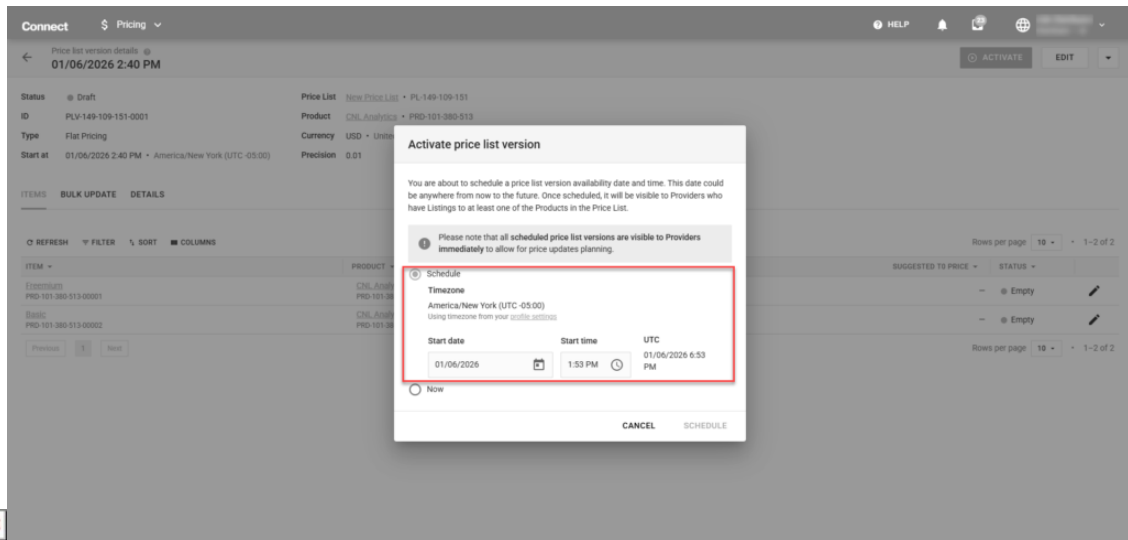 Connect $ Pricing HELP
Price list version details
01/06/2026 2:40 PM
ACTIVATE EDIT
Status Draft Price List New Price List • PL-149-109-151
ID PLV-149-109-151-0001 Product CNL Analytics • PRD-101-380-513
Type Flat Pricing Currency USD •
Start at 01/06/2026 2:40 PM • America/New York (UTC -05:00) Precision 0.01
ITEMS BULK UPDATE DETAILS
REFRESH FILTER SORT COLUMNS Rows per page 10 • 1–2 of 2
ITEM PRODUCT SUGGESTED TO PRICE STATUS
Freemium
PRD-101-380-513-00001
– Empty
Basic
PRD-101-380-513-00002
– Empty
Previous 1 Next Rows per page 10 • 1–2 of 2
Activate price list version
You are about to schedule a price list version availability date and time. This date could
be anywhere from now to the future. Once scheduled, it will be visible to Providers who
have Listings to at least one of the Products in the Price List.
Please note that all scheduled price list versions are visible to Providers
immediately to allow for price updates planning.
Schedule
Timezone
America/New York (UTC -05:00)
Using timezone from your profile settings
Start date Start time UTC
01/06/2026 1:53 PM 01/06/2026 6:53
PM
Now
CANCEL SCHEDULE